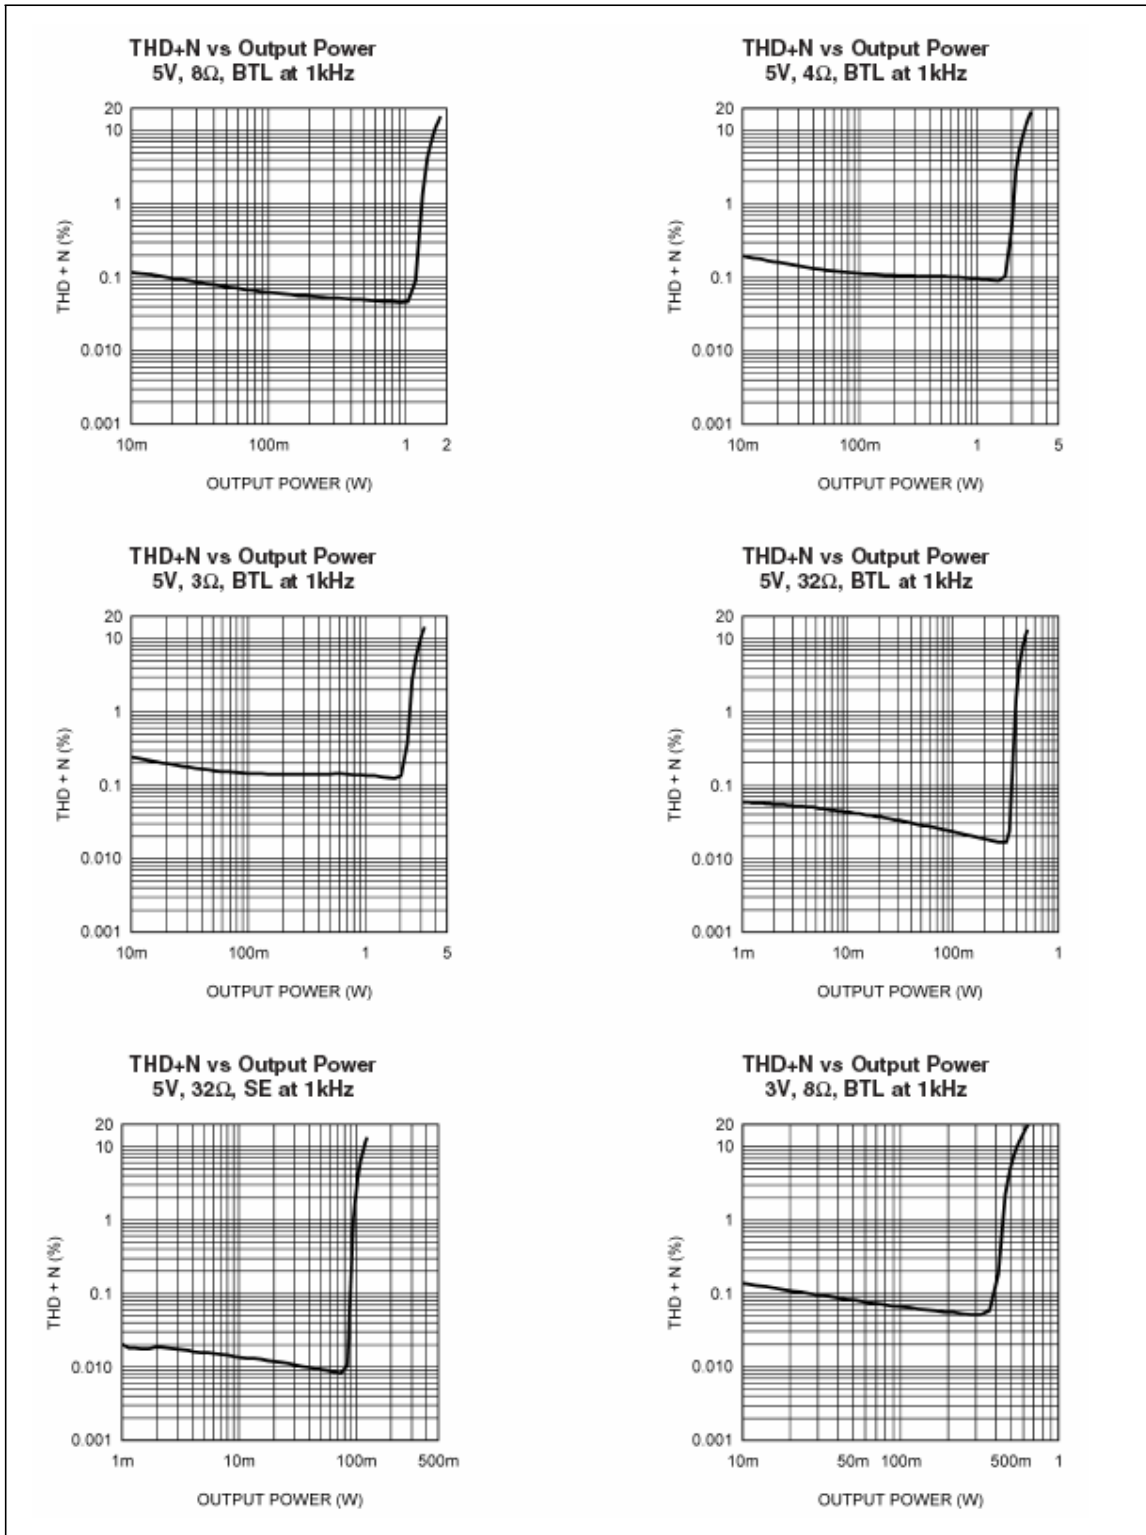 THD+N vs Output Power
5V, 8Ω, BTL at 1kHz
20
10
1
0.1
0.010
0.001
THD + N (%)
10m 100m 1 2
OUTPUT POWER (W)
THD+N vs Output Power
5V, 4Ω, BTL at 1kHz
20
10
1
0.1
0.010
0.001
THD + N (%)
10m 100m 1 5
OUTPUT POWER (W)
THD+N vs Output Power
5V, 3Ω, BTL at 1kHz
20
10
1
0.1
0.010
0.001
THD + N (%)
10m 100m 1 5
OUTPUT POWER (W)
THD+N vs Output Power
5V, 32Ω, BTL at 1kHz
20
10
1
0.1
0.010
0.001
THD + N (%)
1m 10m 100m 1
OUTPUT POWER (W)
THD+N vs Output Power
5V, 32Ω, SE at 1kHz
20
10
1
0.1
0.010
0.001
THD + N (%)
1m 10m 100m 500m
OUTPUT POWER (W)
THD+N vs Output Power
3V, 8Ω, BTL at 1kHz
20
10
1
0.1
0.010
0.001
THD + N (%)
10m 50m 100m 500m 1
OUTPUT POWER (W)